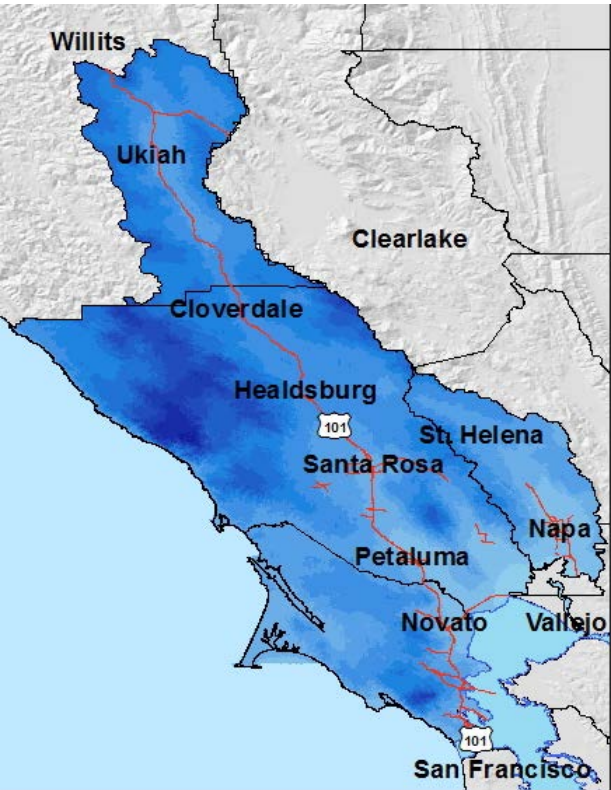 Willits
Ukiah
Clearlake
Cloverdale
Healdsburg
101
St. Helena
Santa Rosa
Napa
Petaluma
Novato
Vallejo
101
San Francisco